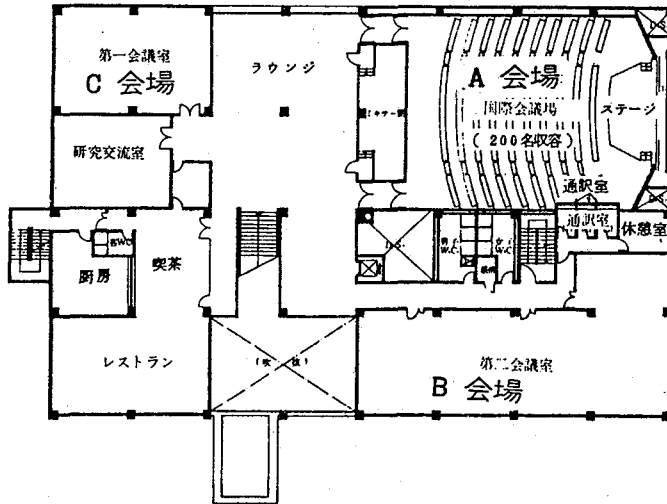 第一会議室
C 会場
ラウンジ
A 会場
国際会議場
(200名収容)
ステージ
研究交流室
通訳室
通訳室
休憩室
喫茶
厨房
レストラン
(吹 抜)
第二会議室
B 会場